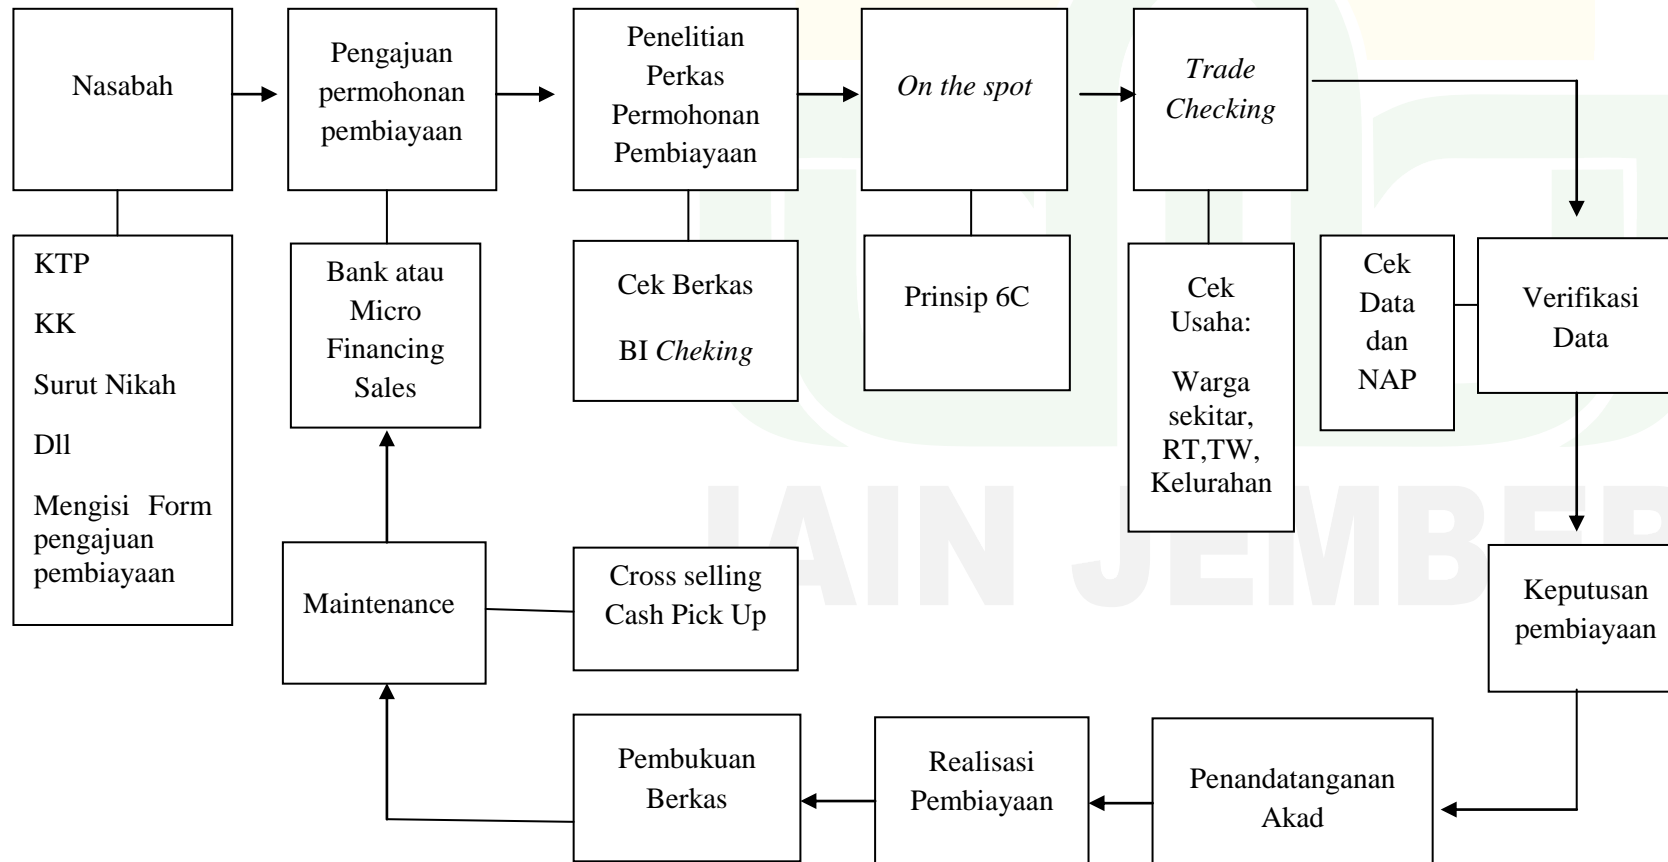 Nasabah
Pengajuan
permohonan
pembiayaan
Penelitian
Perkas
Permohonan
Pembiayaan
On the spot
Trade
Checking
KTP
KK
Surut Nikah
Dll
Mengisi Form
pengajuan
pembiayaan
Bank atau
Micro
Financing
Sales
Cek Berkas
BI Cheking
Prinsip 6C
Cek
Usaha:
Warga
sekitar,
RT,TW,
Kelurahan
Cek
Data
dan
NAP
Verifikasi
Data
Maintenance
Cross selling
Cash Pick Up
Keputusan
pembiayaan
Pembukuan
Berkas
Realisasi
Pembiayaan
Penandatanganan
Akad
IAIN JEMBER